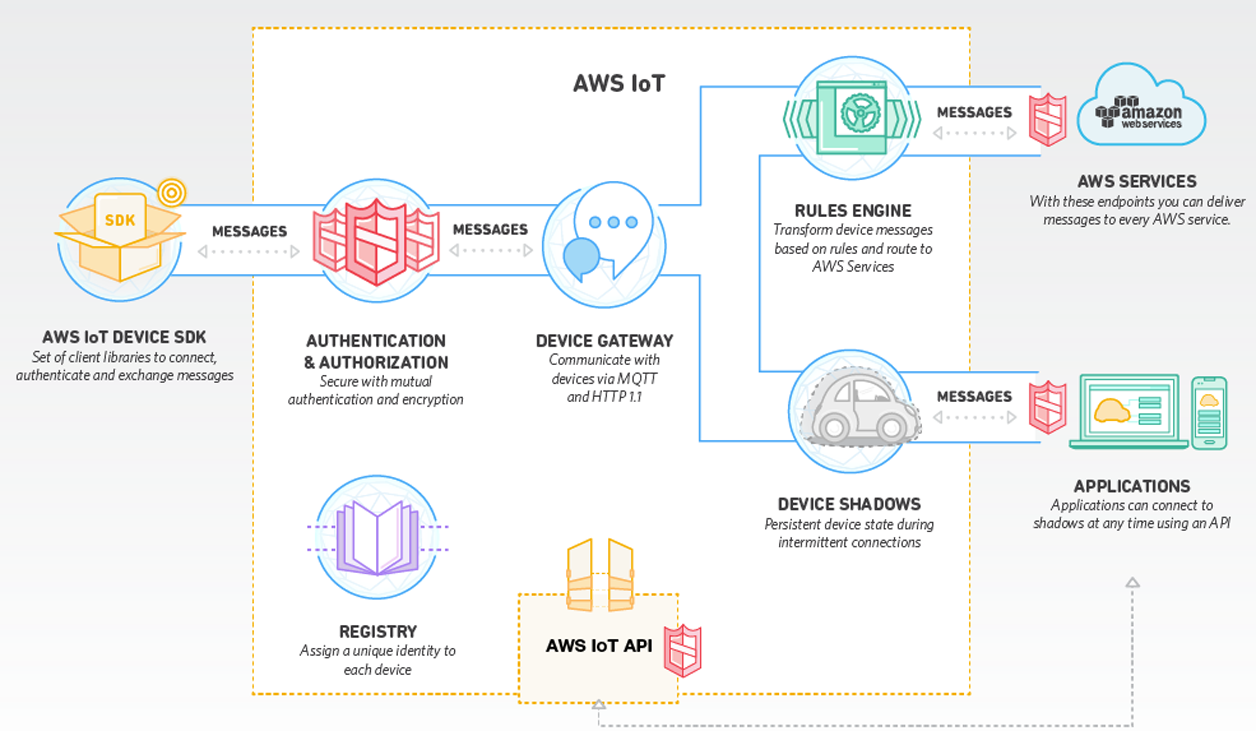 AWS IoT
SDK
MESSAGES
MESSAGES
MESSAGES
amazon
webservices
AWS SERVICES
With these endpoints you can deliver
messages to every AWS service.
RULES ENGINE
Transform device messages
based on rules and route to
AWS Services
AWS IoT DEVICE SDK
Set of client libraries to connect,
authenticate and exchange messages
AUTHENTICATION
& AUTHORIZATION
Secure with mutual
authentication and encryption
DEVICE GATEWAY
Communicate with
devices via MQTT
and HTTP 1.1
MESSAGES
DEVICE SHADOWS
Persistent device state during
intermittent connections
APPLICATIONS
Applications can connect to
shadows at any time using an API
REGISTRY
Assign a unique identity to
each device
AWS IoT API